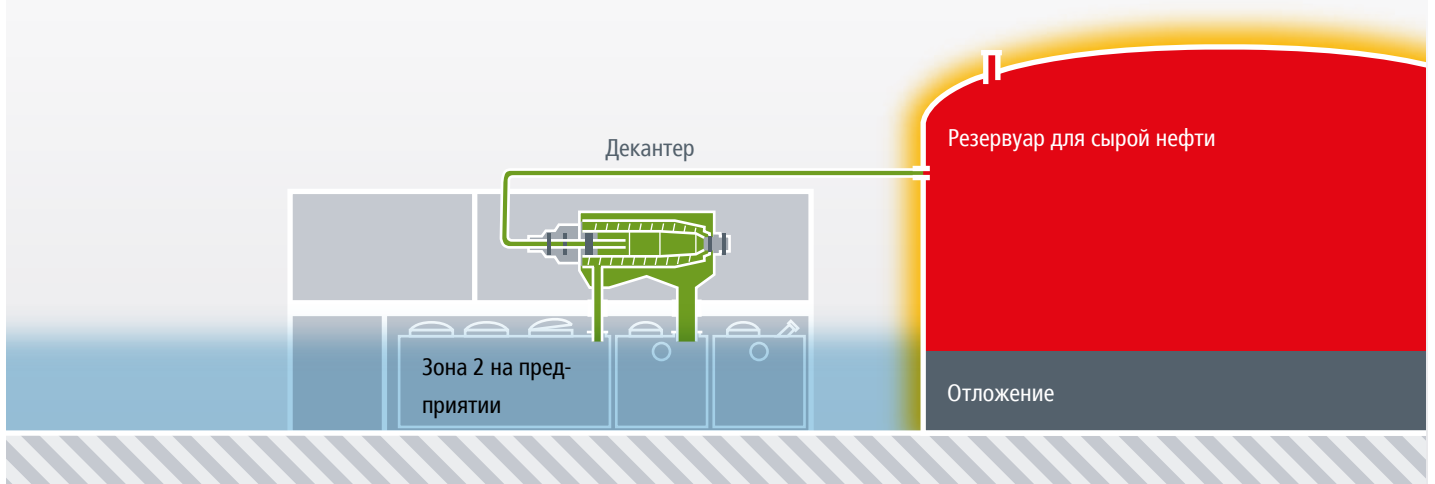 Декантер
Резервуар для сырой нефти
Зона 2 на пред-
приятии
Отложение